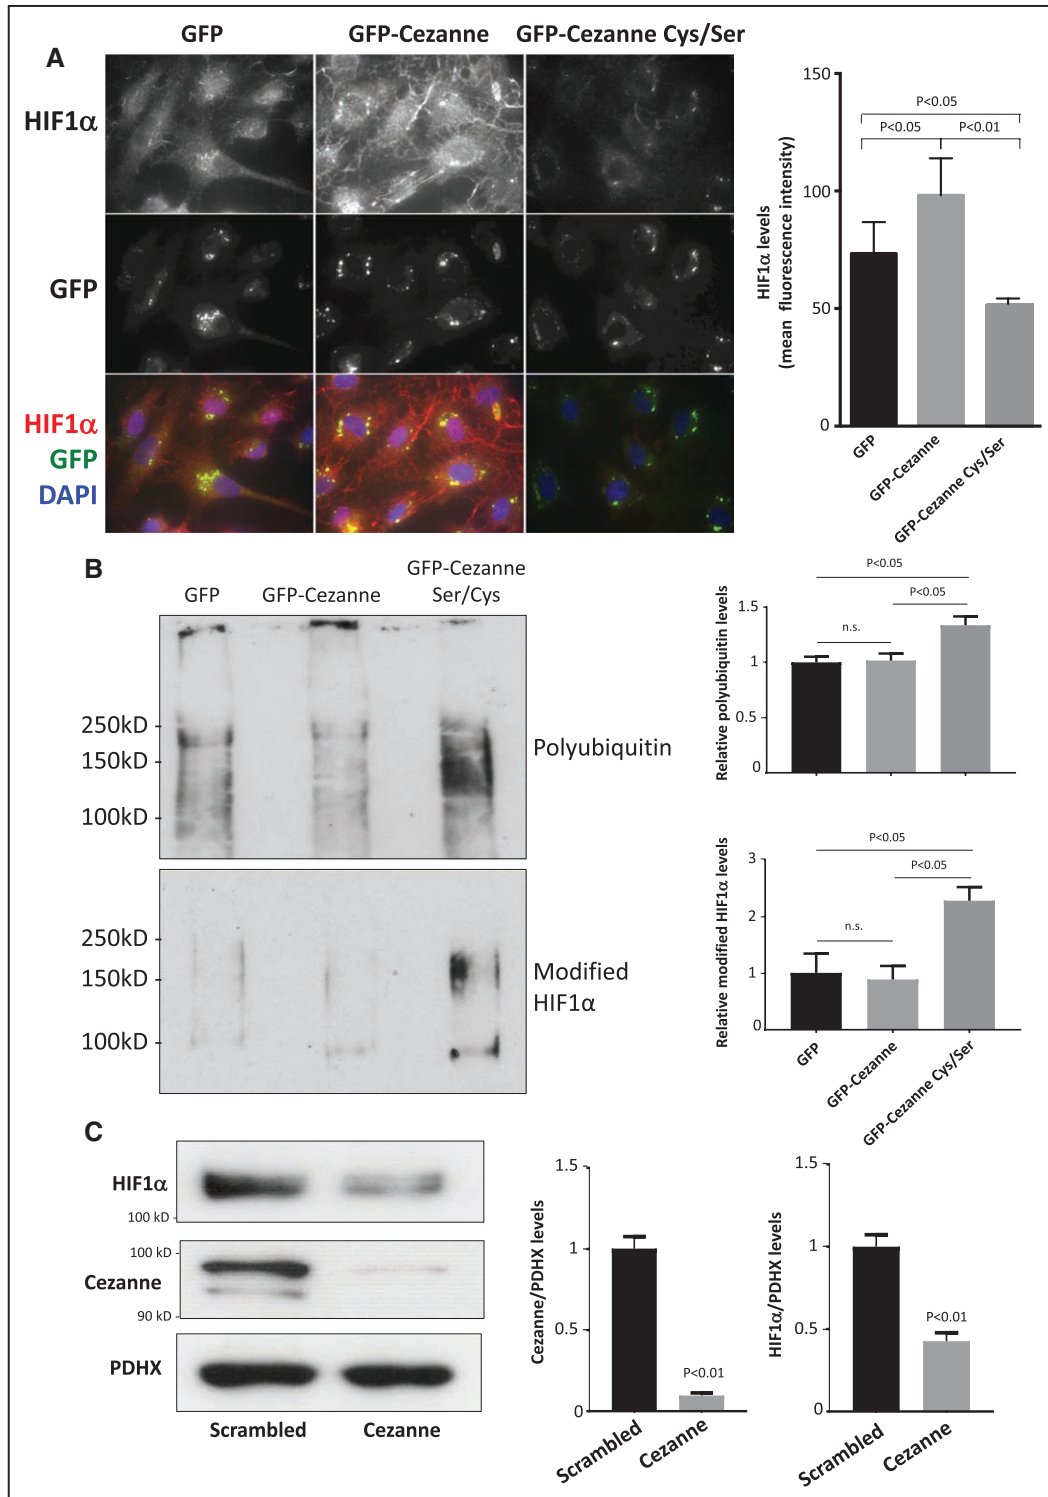 GFP GFP-Cezanne GFP-Cezanne Cys/Ser
A
HIF1α
GFP
HIF1α
GFP
DAPI
HIF1α levels
(mean fluorescence intensity)
150
100
50
0
P<0.05
P<0.05 P<0.01
GFP
GFP-Cezanne
GFP-Cezanne Cys/Ser
B
GFP GFP-Cezanne GFP-Cezanne
Ser/Cys
250kD
150kD
100kD
Polyubiquitin
250kD
150kD
100kD
Modified
HIF1α
Relative polyubiquitin levels
1.5
1
0.5
0
P<0.05
P<0.05
n.s.
Relative modified HIF1α levels
3
2
1
0
P<0.05
P<0.05
n.s.
GFP
GFP-Cezanne
GFP-Cezanne Cys/Ser
C
HIF1α
100 kD
100 kD
Cezanne
90 kD
PDHX
Scrambled Cezanne
Cezanne/PDHX levels
1.5
1
0.5
0
P<0.01
Scrambled
Cezanne
HIF1α/PDHX levels
1.5
1
0.5
0
P<0.01
Scrambled
Cezanne